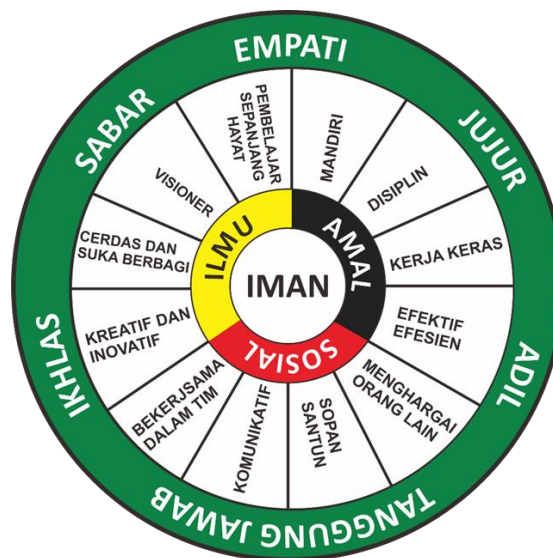 EMPATI
JUJUR
ADIL
TANGGUNG JAWAB
IKHLAS
SABAR
MANDIRI
DISIPLIN
KERJA KERAS
EFEKTIF
EFESIEN
MENGHARGAI
ORANG LAIN
SOPAN
SANTUN
KOMUNIKATIF
BEKERJSAMA
DALAM TIM
KREATIF DAN
INOVATIF
CERDAS DAN
SUKA BERBAGI
VISIONER
PEMBELAJAR
SEPANJANG
HAYAT
ILMU
AMAL
SOSIAL
IMAN